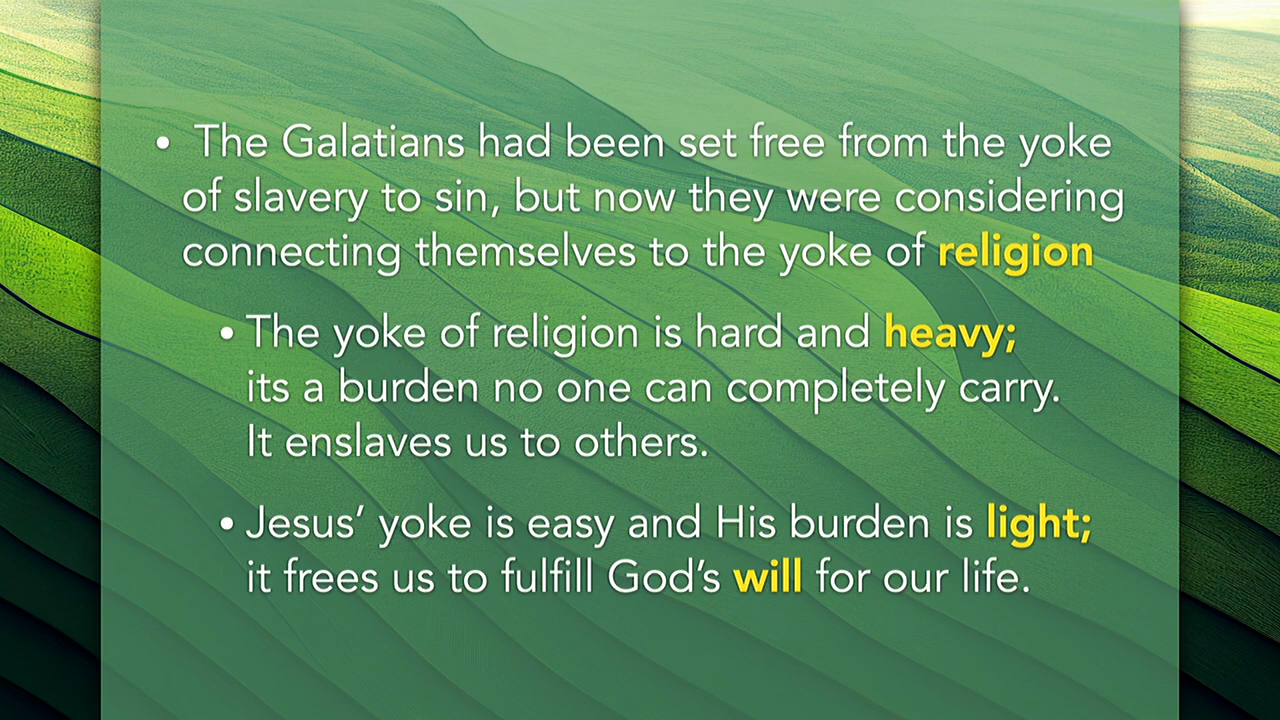 • The Galatians had been set free from the yoke
of slavery to sin, but now they were considering
connecting themselves to the yoke of religion
• The yoke of religion is hard and heavy;
its a burden no one can completely carry.
It enslaves us to others.
• Jesus’ yoke is easy and His burden is light;
it frees us to fulfill God’s will for our life.